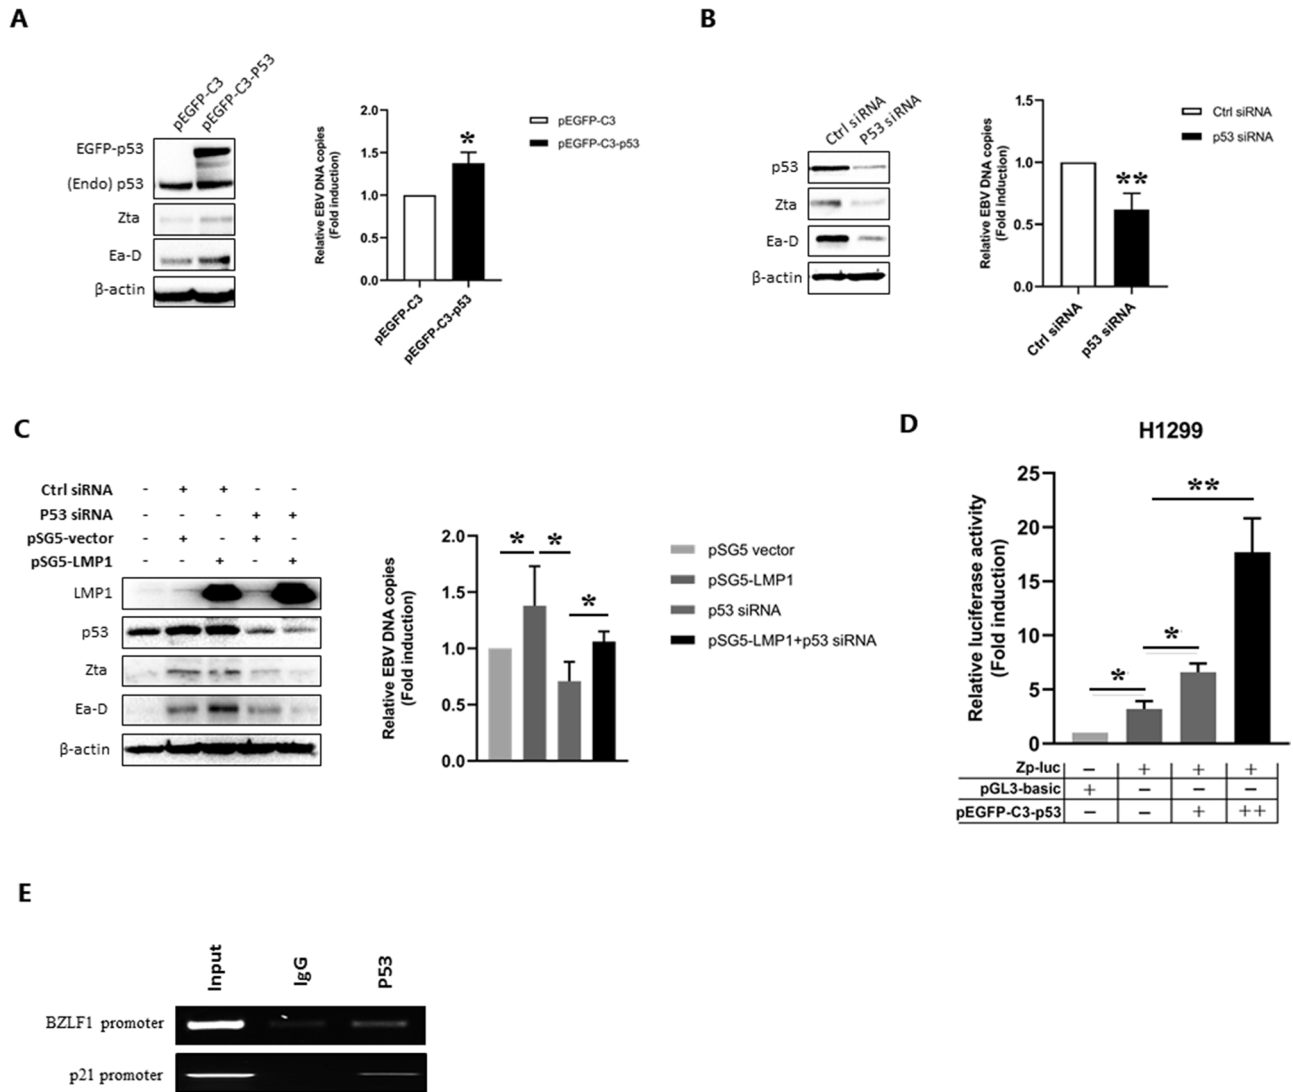 A
pEGFP-C3
pEGFP-C3-P53
EGFP-p53
(Endo) p53
Zta
Ea-D
β-actin
Relative EBV DNA copies
(Fold induction)
2.0
1.5
1.0
0.5
0.0
*
pEGFP-C3
pEGFP-C3-p53
pEGFP-C3
pEGFP-C3-p53
B
Ctrl siRNA
P53 siRNA
p53
Zta
Ea-D
β-actin
Relative EBV DNA copies
(Fold induction)
1.5
1.0
0.5
0.0
**
Ctrl siRNA
p53 siRNA
Ctrl siRNA
p53 siRNA
C
Ctrl siRNA - + + - -
P53 siRNA - - - + +
pSG5-vector - + - + -
pSG5-LMP1 - - + - +
LMP1
p53
Zta
Ea-D
β-actin
Relative EBV DNA copies
(Fold induction)
2.0
1.5
1.0
0.5
0.0
* *
*
pSG5 vector
pSG5-LMP1
p53 siRNA
pSG5-LMP1+p53 siRNA
D
H1299
Relative luciferase activity
(Fold induction)
25
20
15
10
5
0
**
*
*
Zp-luc − + + +
pGL3-basic + − − −
pEGFP-C3-p53 − − + ++
E
Input
IgG
P53
BZLF1 promoter
p21 promoter